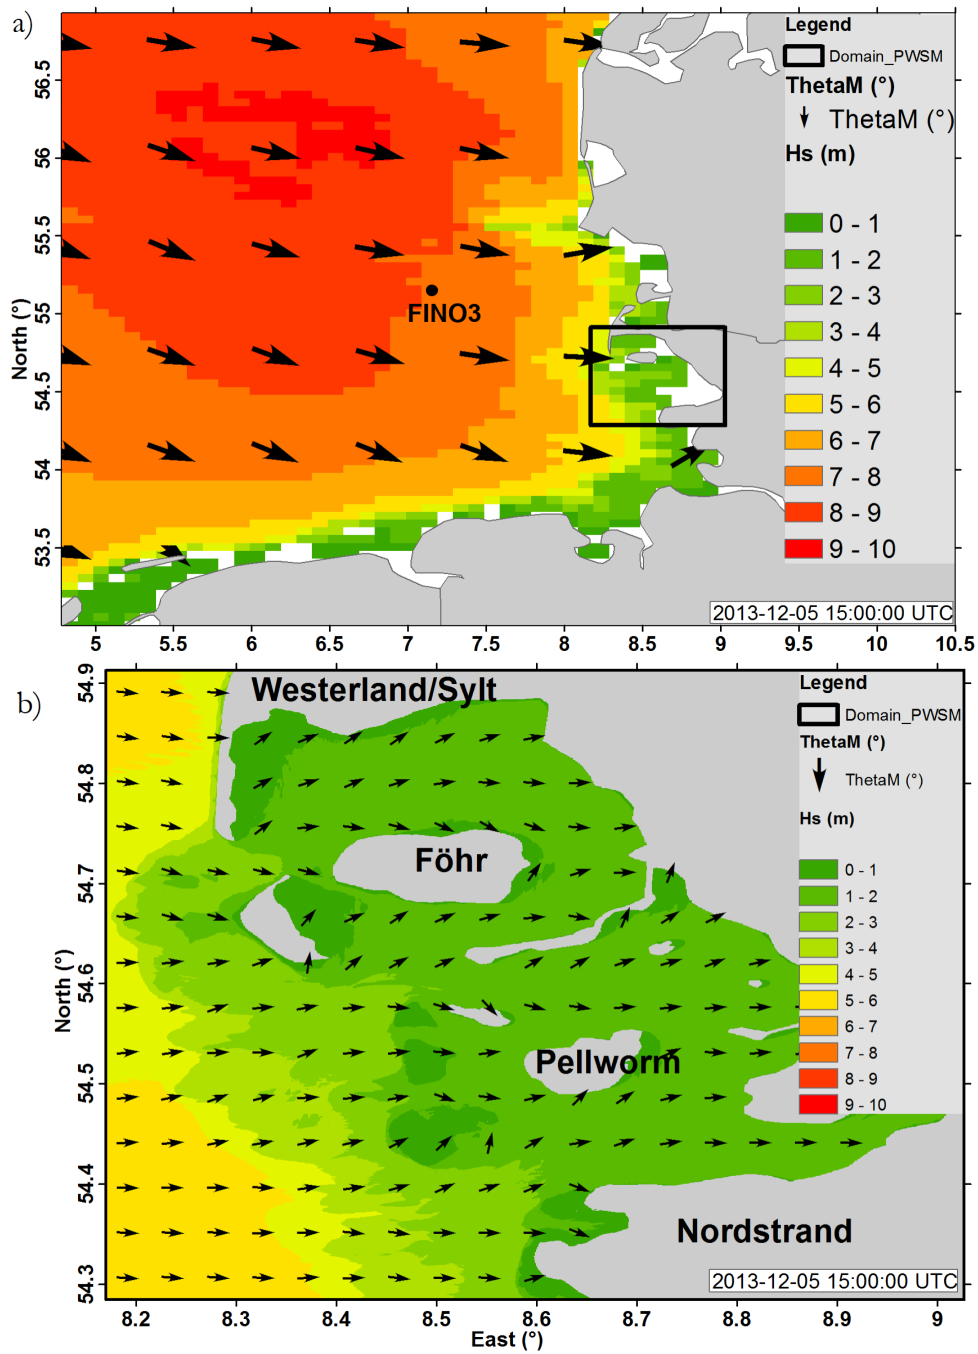 a)
Legend
Domain_PWSM
ThetaM (°)
ThetaM (°)
Hs (m)
0 - 1
1 - 2
2 - 3
3 - 4
4 - 5
5 - 6
6 - 7
7 - 8
8 - 9
9 - 10
FINO3
North (°)
56.5
56
55.5
55
54.5
54
53.5
2013-12-05 15:00:00 UTC
5 5.5 6 6.5 7 7.5 8 8.5 9 9.5 10 10.5
b)
Westerland/Sylt
Legend
Domain_PWSM
ThetaM (°)
ThetaM (°)
Hs (m)
0 - 1
1 - 2
2 - 3
3 - 4
4 - 5
5 - 6
6 - 7
7 - 8
8 - 9
9 - 10
Föhr
Pellworm
Nordstrand
North (°)
54.9
54.8
54.7
54.6
54.5
54.4
54.3
2013-12-05 15:00:00 UTC
8.2 8.3 8.4 8.5 8.6 8.7 8.8 8.9 9
East (°)